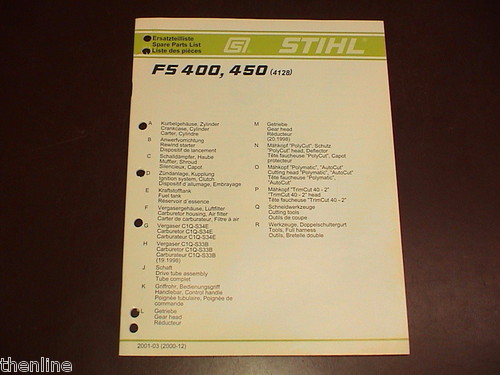 Ersatzteilliste
Spare Parts List
Liste des pièces
STIHL
FS 400, 450 (4128)
A Kurbelgehäuse, Zylinder
Crankcase, Cylinder
Carter, Cylindre
B Anwerfvorrichtung
Rewind starter
Dispositif de lancement
C Schalldämpfer, Haube
Muffler, Shroud
Silencieux, Capot
D Zündanlage, Kupplung
Ignition system, Clutch
Dispositif d'allumage, Embrayage
E Kraftstofftank
Fuel tank
Réservoir d'essence
F Vergasergehäuse, Luftfilter
Carburetor housing, Air filter
Carter de carburateur, Filtre à air
G Vergaser C1Q-S34E
Carburetor C1Q-S34E
Carburateur C1Q-S34E
H Vergaser C1Q-S33B
Carburetor C1Q-S33B
Carburateur C1Q-S33B
(19.1998)
J Schaft
Drive tube assembly
Tube complet
K Griffrohr, Bedienungsgriff
Handlebar, Control handle
Poignée tubulaire, Poignée de
commande
L Getriebe
Gear head
Réducteur
M Getriebe
Gear head
Réducteur
(20.1998)
N Mähkopf "PolyCut", Schutz
"PolyCut" head, Deflector
Tête faucheuse "PolyCut", Capot
protecteur
O Mähkopf "Polymatic", "AutoCut"
Cutting head "Polymatic", "AutoCut"
Tête faucheuse "Polymatic",
"AutoCut"
P Mähkopf "TrimCut 40 - 2"
"TrimCut 40 - 2" head
Tête faucheuse "TrimCut 40 - 2"
Q Schneidwerkzeuge
Cutting tools
Outils de coupe
R Werkzeuge, Doppelschultergurt
Tools, Full harness
Outils, Bretelle double
2001-03 (2000-12)
thenline